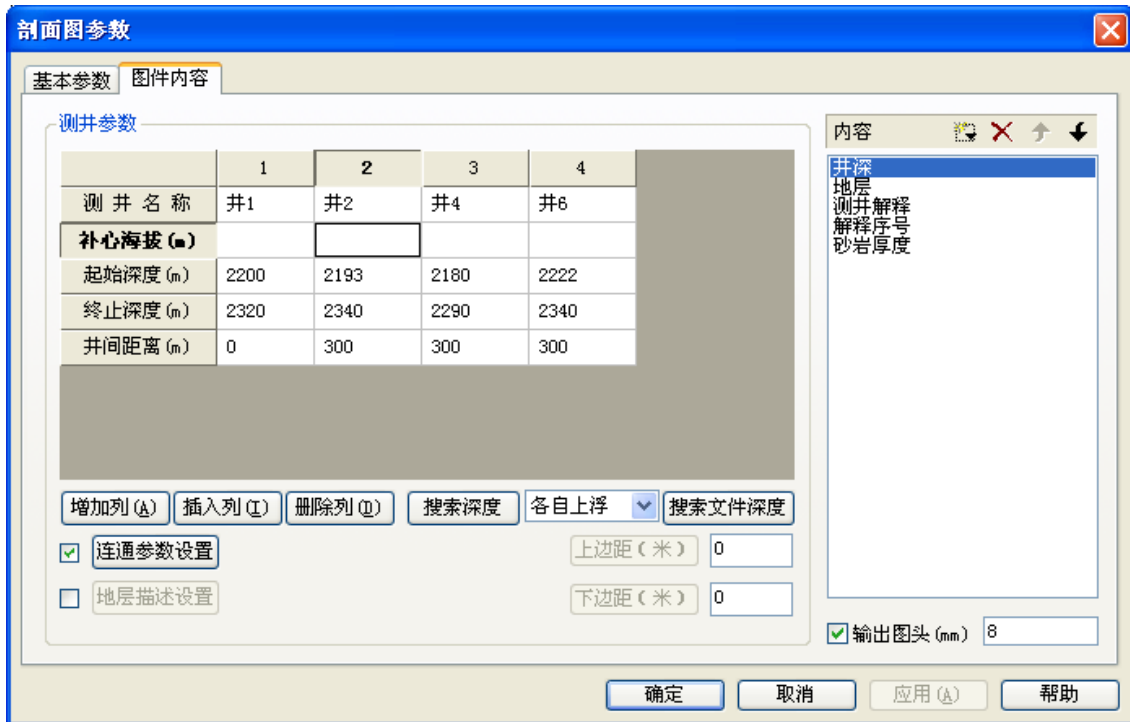 剖面图参数
基本参数 图件内容
测井参数
1 2 3 4
测 井 名 称 井1 井2 井4 井6
补心海拔(m)
起始深度(m) 2200 2193 2180 2222
终止深度(m) 2320 2340 2290 2340
井间距离(m) 0 300 300 300
增加列(A) 插入列(I) 删除列(D) 搜索深度 各自上浮 搜索文件深度
连通参数设置 上边距(米) 0
地层描述设置 下边距(米) 0
内容
井深
地层
测井解释
解释序号
砂岩厚度
输出图头(mm) 8
确定 取消 应用(A) 帮助